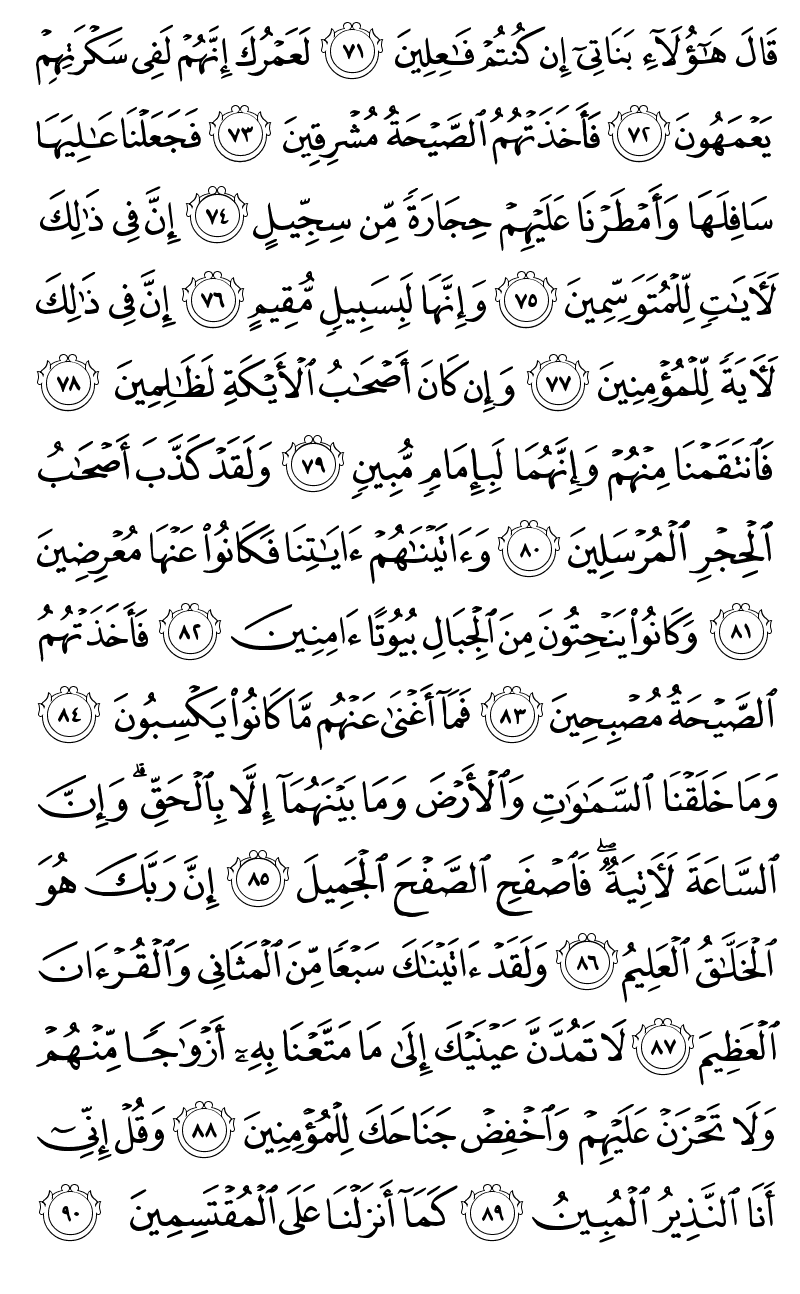 قَالَ هَٰٓؤُلَآءِ بَنَاتِىٓ إِن كُنتُمْ فَٰعِلِينَ ٧١ لَعَمْرُكَ إِنَّهُمْ لَفِى سَكْرَتِهِمْ
يَعْمَهُونَ ٧٢ فَأَخَذَتْهُمُ ٱلصَّيْحَةُ مُشْرِقِينَ ٧٣ فَجَعَلْنَا عَٰلِيَهَا
سَافِلَهَا وَأَمْطَرْنَا عَلَيْهِمْ حِجَارَةً مِّن سِجِّيلٍ ٧٤ إِنَّ فِى ذَٰلِكَ
لَـَٔايَٰتٍ لِّلْمُتَوَسِّمِينَ ٧٥ وَإِنَّهَا لَبِسَبِيلٍ مُّقِيمٍ ٧٦ إِنَّ فِى ذَٰلِكَ
لَـَٔايَةً لِّلْمُؤْمِنِينَ ٧٧ وَإِن كَانَ أَصْحَٰبُ ٱلْأَيْكَةِ لَظَٰلِمِينَ ٧٨
فَٱنتَقَمْنَا مِنْهُمْ وَإِنَّهُمَا لَبِإِمَامٍ مُّبِينٍ ٧٩ وَلَقَدْ كَذَّبَ أَصْحَٰبُ
ٱلْحِجْرِ ٱلْمُرْسَلِينَ ٨٠ وَءَاتَيْنَٰهُمْ ءَايَٰتِنَا فَكَانُوا۟ عَنْهَا مُعْرِضِينَ
٨١ وَكَانُوا۟ يَنْحِتُونَ مِنَ ٱلْجِبَالِ بُيُوتًا ءَامِنِينَ ٨٢ فَأَخَذَتْهُمُ
ٱلصَّيْحَةُ مُصْبِحِينَ ٨٣ فَمَآ أَغْنَىٰ عَنْهُم مَّا كَانُوا۟ يَكْسِبُونَ ٨٤
وَمَا خَلَقْنَا ٱلسَّمَٰوَٰتِ وَٱلْأَرْضَ وَمَا بَيْنَهُمَآ إِلَّا بِٱلْحَقِّ ۗ وَإِنَّ
ٱلسَّاعَةَ لَـَٔاتِيَةٌ ۖ فَٱصْفَحِ ٱلصَّفْحَ ٱلْجَمِيلَ ٨٥ إِنَّ رَبَّكَ هُوَ
ٱلْخَلَّٰقُ ٱلْعَلِيمُ ٨٦ وَلَقَدْ ءَاتَيْنَٰكَ سَبْعًا مِّنَ ٱلْمَثَانِى وَٱلْقُرْءَانَ
ٱلْعَظِيمَ ٨٧ لَا تَمُدَّنَّ عَيْنَيْكَ إِلَىٰ مَا مَتَّعْنَا بِهِۦٓ أَزْوَٰجًا مِّنْهُمْ
وَلَا تَحْزَنْ عَلَيْهِمْ وَٱخْفِضْ جَنَاحَكَ لِلْمُؤْمِنِينَ ٨٨ وَقُلْ إِنِّىٓ
أَنَا ٱلنَّذِيرُ ٱلْمُبِينُ ٨٩ كَمَآ أَنزَلْنَا عَلَى ٱلْمُقْتَسِمِينَ ٩٠